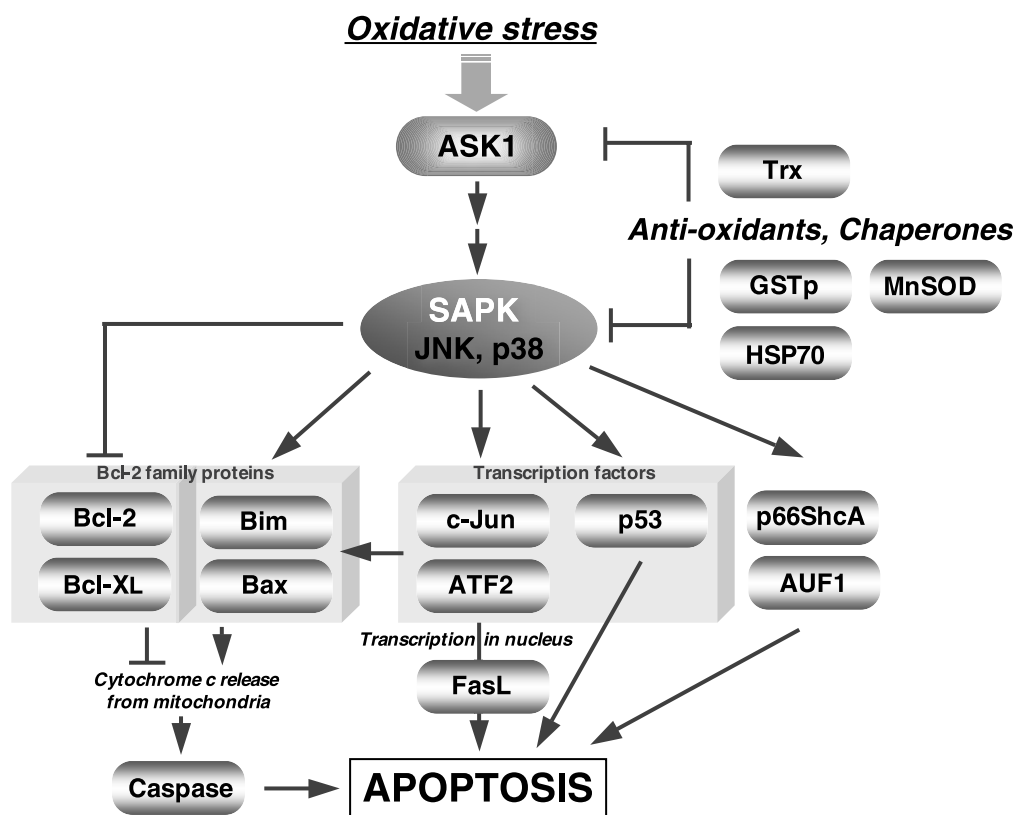 Oxidative stress
ASK1
Trx
Anti-oxidants, Chaperones
GSTp
MnSOD
HSP70
SAPK
JNK, p38
Bcl-2 family proteins
Transcription factors
Bcl-2
Bim
c-Jun
p53
p66ShcA
Bcl-XL
Bax
ATF2
AUF1
Transcription in nucleus
Cytochrome c release
from mitochondria
FasL
Caspase
APOPTOSIS